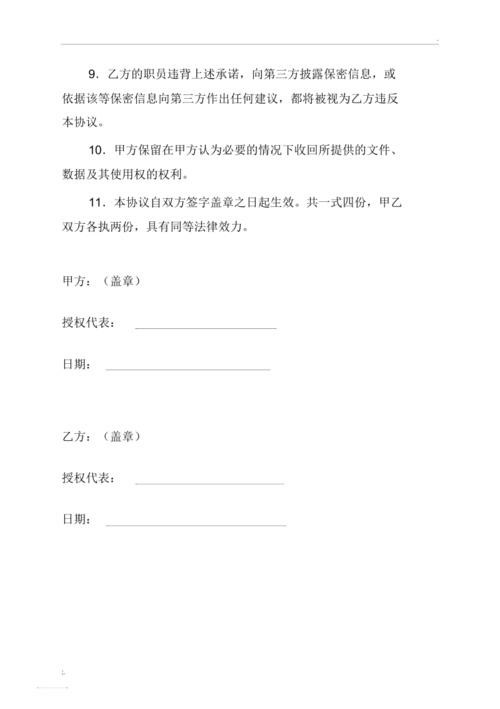 9．乙方的职员违背上述承诺，向第三方披露保密信息，或
依据该等保密信息向第三方作出任何建议，都将被视为乙方违反
本协议。
10．甲方保留在甲方认为必要的情况下收回所提供的文件、
数据及其使用权的权利。
11．本协议自双方签字盖章之日起生效。共一式四份，甲乙
双方各执两份，具有同等法律效力。
甲方：（盖章）
授权代表：
日期：
乙方：（盖章）
授权代表：
日期：